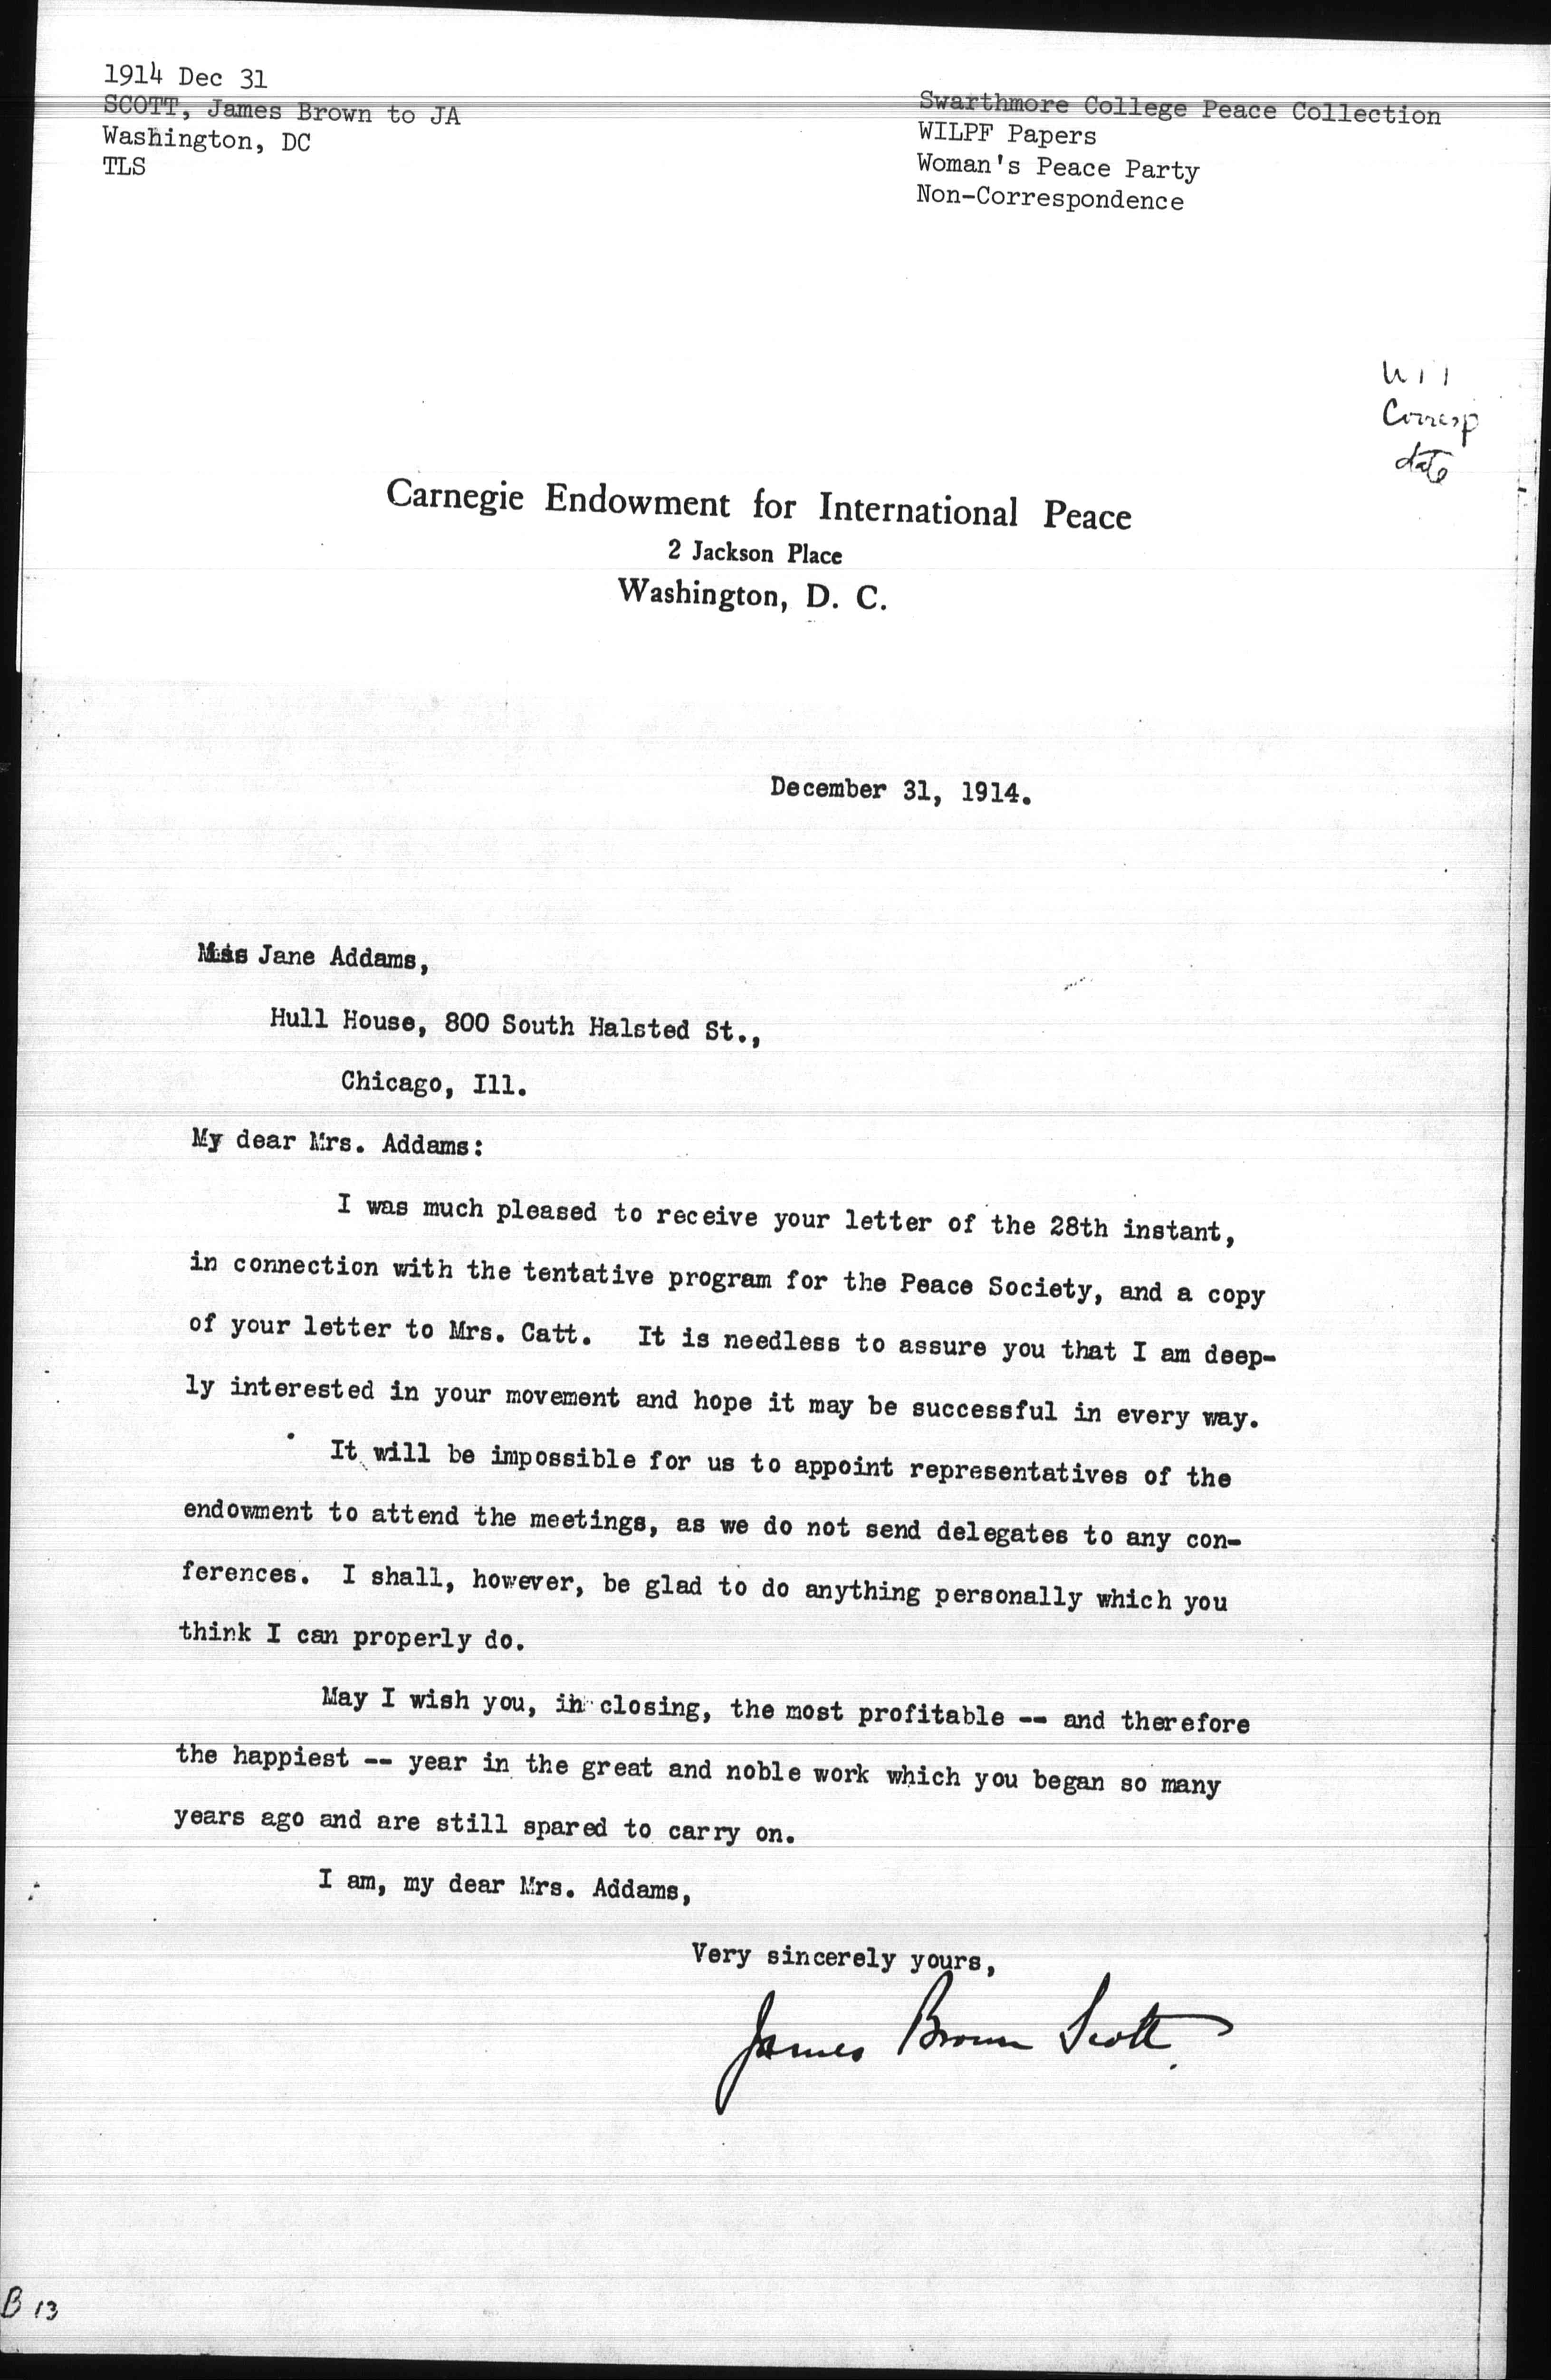 1914 Dec 31
SCOTT, James Brown to JA
Washington, DC
TLS
Swarthmore College Peace Collection
WILPF Papers
Woman's Peace Party
Non-Correspondence
Corresp
date
Carnegie Endowment for International Peace
2 Jackson Place
Washington, D. C.
December 31, 1914.
Miss Jane Addams,
Hull House, 800 South Halsted St.,
Chicago, Ill.
My dear Mrs. Addams:
I was much pleased to receive your letter of the 28th instant,
in connection with the tentative program for the Peace Society, and a copy
of your letter to Mrs. Catt. It is needless to assure you that I am deep-
ly interested in your movement and hope it may be successful in every way.
It will be impossible for us to appoint representatives of the
endowment to attend the meetings, as we do not send delegates to any con-
ferences. I shall, however, be glad to do anything personally which you
think I can properly do.
May I wish you, in closing, the most profitable -- and therefore
the happiest -- year in the great and noble work which you began so many
years ago and are still spared to carry on.
I am, my dear Mrs. Addams,
Very sincerely yours,
James Brown Scott.
B 13